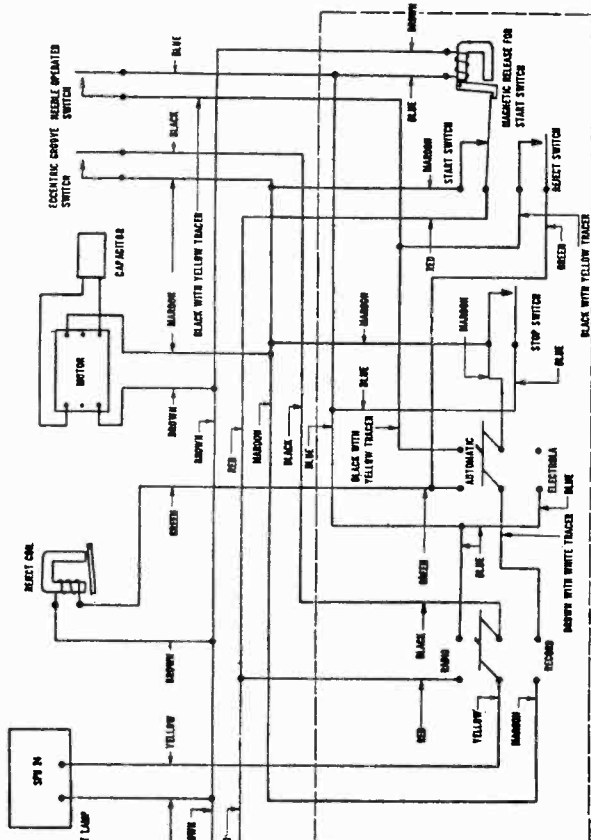 NEEDLE OPERATED
SWITCH
ECCENTRIC GROOVE
SWITCH
BLUE
BLACK
BROWN
BLUE
MAGNETIC RELEASE FOR
START SWITCH
CAPACITOR
MOTOR
MAROON
BLACK WITH YELLOW TRACER
MAROON
START SWITCH
REJECT SWITCH
RED
GREEN
BLACK WITH YELLOW TRACER
BROWN
BROWN
RED
MAROON
BLACK
BLUE
BLUE
MAROON
MAROON
STOP SWITCH
BLUE
BLACK WITH
YELLOW TRACER
AUTOMATIC
ELECTROLA
BLUE
REJECT COIL
GREEN
GREEN
BLUE
BROWN WITH WHITE TRACER
BROWN
YELLOW
BLACK
RADIO
RECORD
RED
YELLOW
MAROON
SPU 24
LAMP